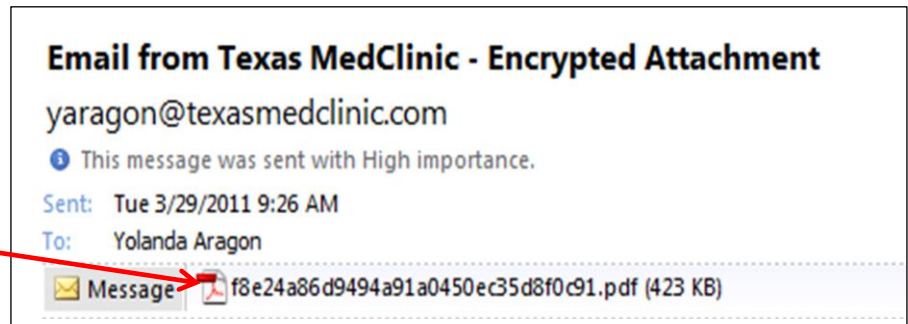 Email from Texas MedClinic - Encrypted Attachment
yaragon@texasmedclinic.com
This message was sent with High importance.
Sent: Tue 3/29/2011 9:26 AM
To: Yolanda Aragon
Message f8e24a86d9494a91a0450ec35d8f0c91.pdf (423 KB)